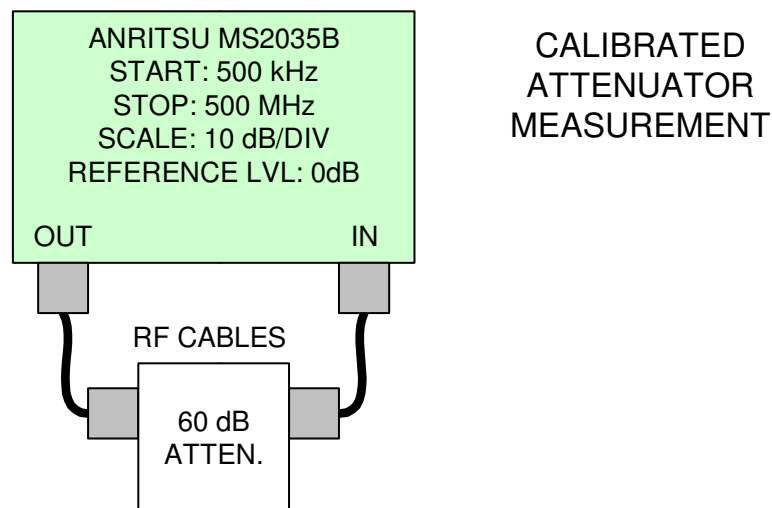 ANRITSU MS2035B
START: 500 kHz
STOP: 500 MHz
SCALE: 10 dB/DIV
REFERENCE LVL: 0dB
OUT
IN
CALIBRATED
ATTENUATOR
MEASUREMENT
RF CABLES
60 dB
ATTEN.